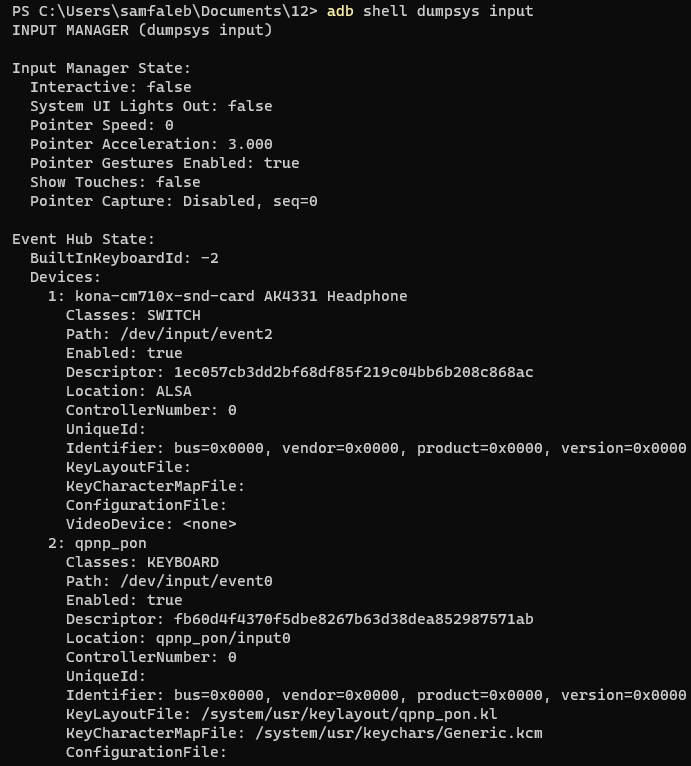 PS C:\Users\samfaleb\Documents\12> adb shell dumpsys input
INPUT MANAGER (dumpsys input)

Input Manager State:
  Interactive: false
  System UI Lights Out: false
  Pointer Speed: 0
  Pointer Acceleration: 3.000
  Pointer Gestures Enabled: true
  Show Touches: false
  Pointer Capture: Disabled, seq=0

Event Hub State:
  BuiltInKeyboardId: -2
  Devices:
    1: kona-cm710x-snd-card AK4331 Headphone
      Classes: SWITCH
      Path: /dev/input/event2
      Enabled: true
      Descriptor: 1ec057cb3dd2bf68df85f219c04bb6b208c868ac
      Location: ALSA
      ControllerNumber: 0
      UniqueId:
      Identifier: bus=0x0000, vendor=0x0000, product=0x0000, version=0x0000
      KeyLayoutFile:
      KeyCharacterMapFile:
      ConfigurationFile:
      VideoDevice: <none>
    2: qpnp_pon
      Classes: KEYBOARD
      Path: /dev/input/event0
      Enabled: true
      Descriptor: fb60d4f4370f5dbe8267b63d38dea852987571ab
      Location: qpnp_pon/input0
      ControllerNumber: 0
      UniqueId:
      Identifier: bus=0x0000, vendor=0x0000, product=0x0000, version=0x0000
      KeyLayoutFile: /system/usr/keylayout/qpnp_pon.kl
      KeyCharacterMapFile: /system/usr/keychars/Generic.kcm
      ConfigurationFile: